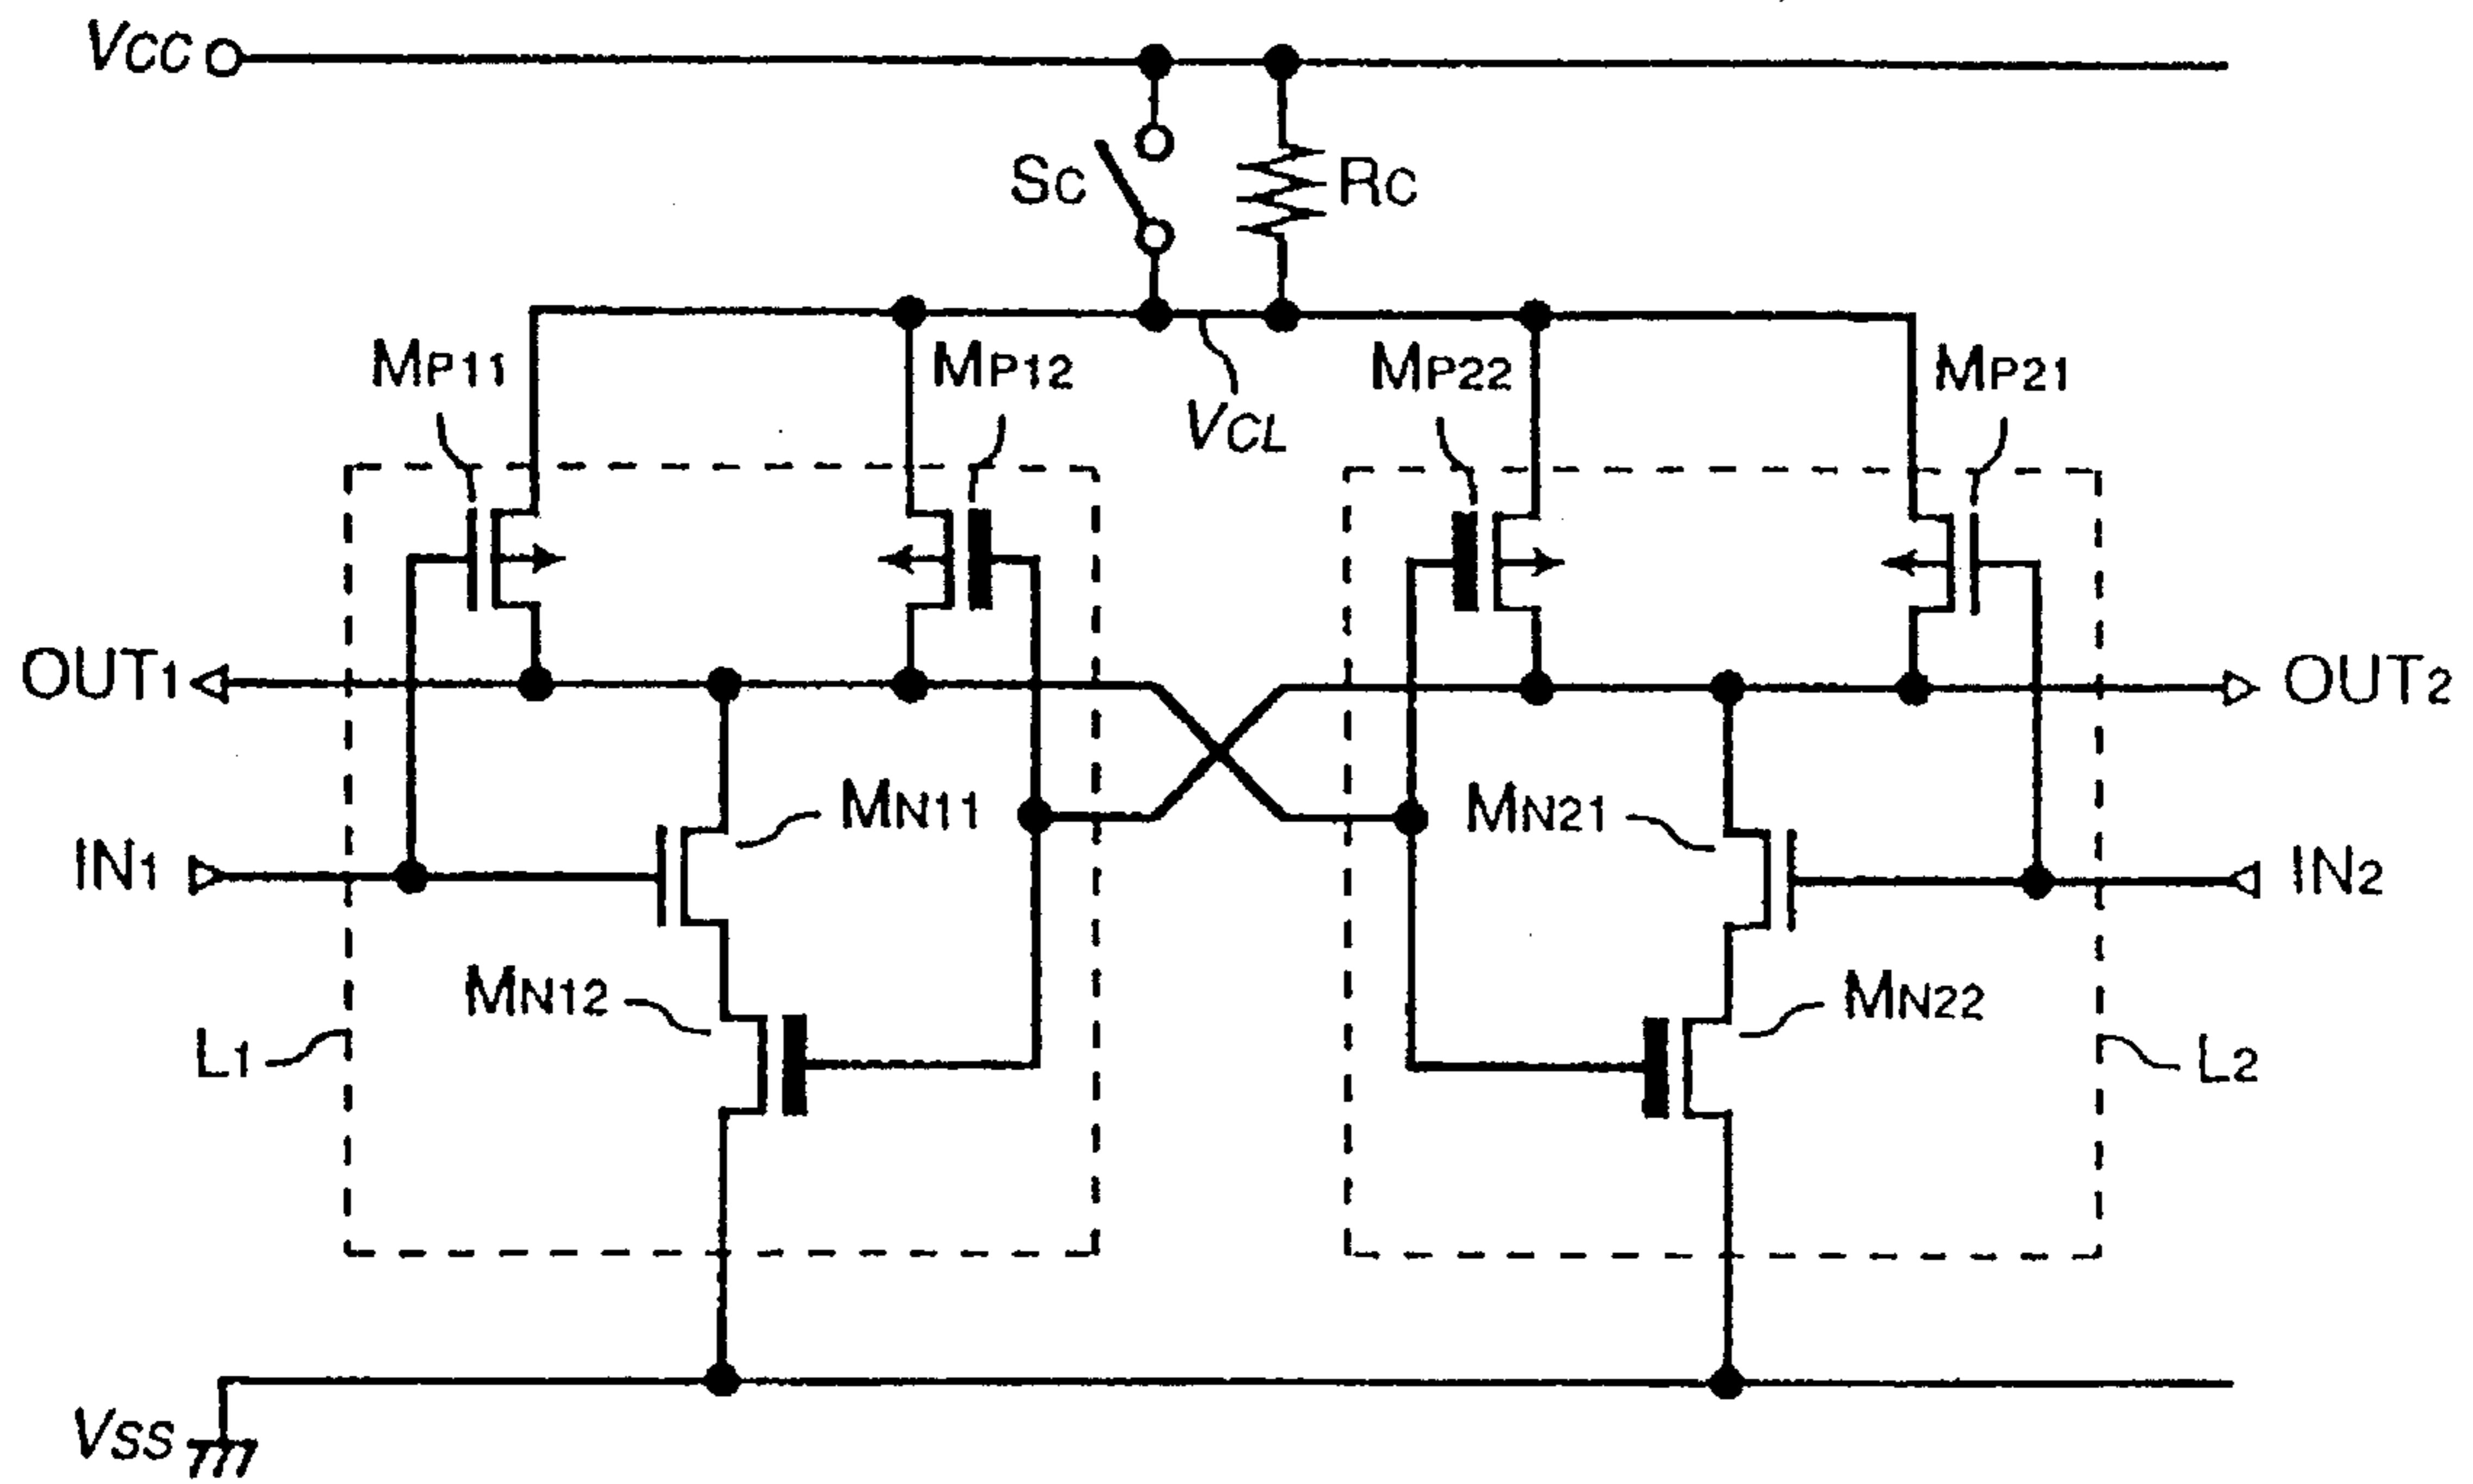 VCC
SC
RC
MP11
MP12
MP22
MP21
VCL
OUT1
OUT2
MN11
MN21
IN1
IN2
MN12
MN22
L1
L2
VSS